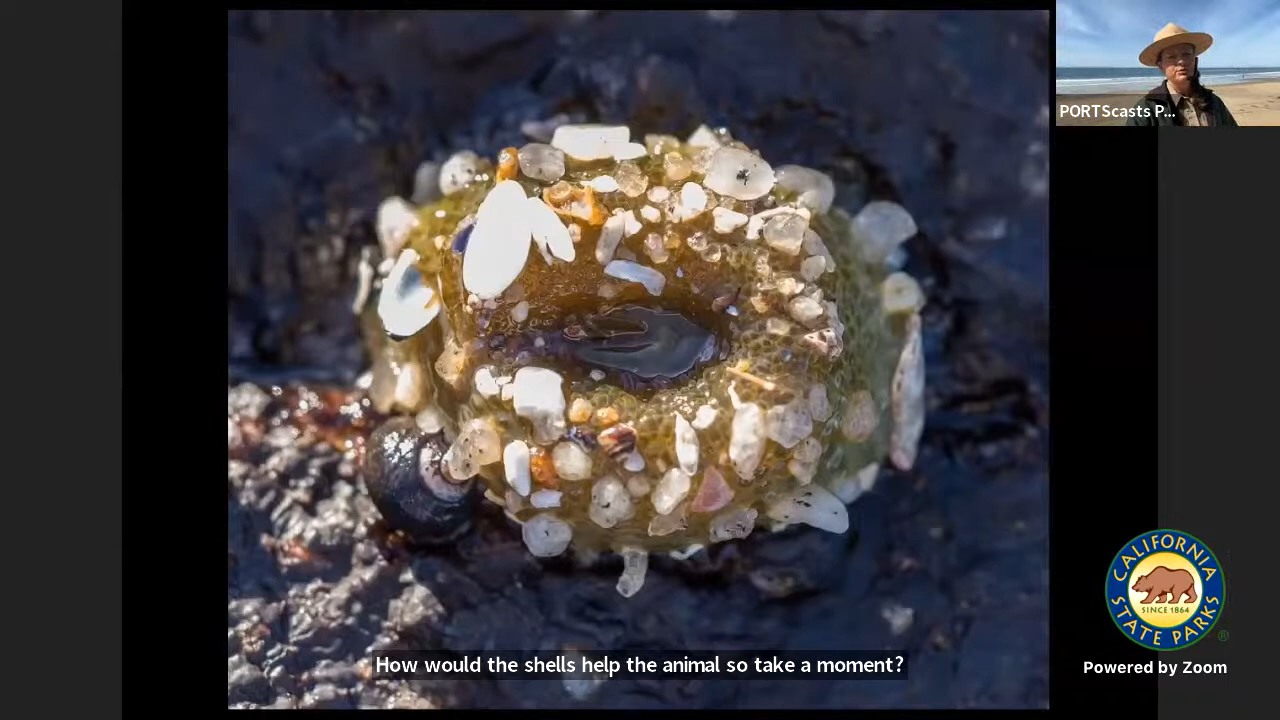 PORTScasts P...
How would the shells help the animal so take a moment?
CALIFORNIA
SINCE 1864
STATE PARKS
®
Powered by Zoom